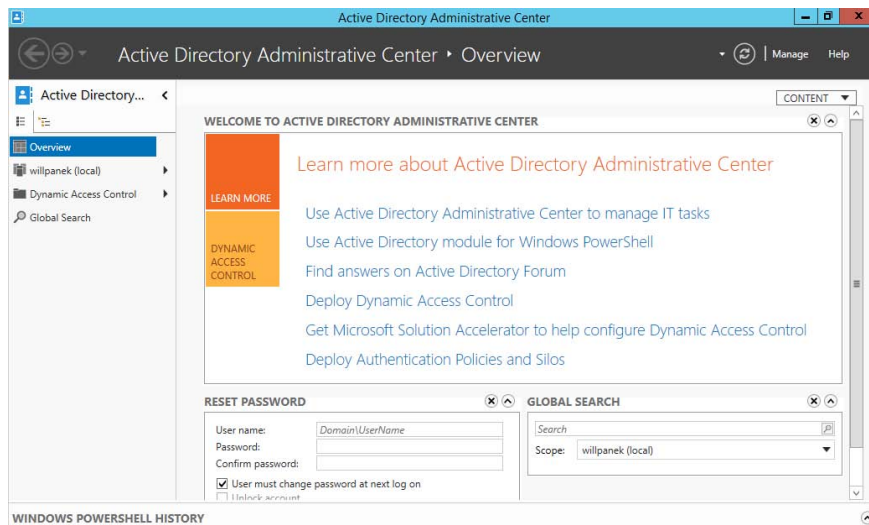 Active Directory Administrative Center
Active Directory Administrative Center • Overview
Manage Help
Active Directory...
CONTENT
Overview
willpanek (local)
Dynamic Access Control
Global Search
WELCOME TO ACTIVE DIRECTORY ADMINISTRATIVE CENTER
LEARN MORE
DYNAMIC
ACCESS
CONTROL
Learn more about Active Directory Administrative Center
Use Active Directory Administrative Center to manage IT tasks
Use Active Directory module for Windows PowerShell
Find answers on Active Directory Forum
Deploy Dynamic Access Control
Get Microsoft Solution Accelerator to help configure Dynamic Access Control
Deploy Authentication Policies and Silos
RESET PASSWORD
User name: Domain\UserName
Password:
Confirm password:
User must change password at next log on
Unlock account
GLOBAL SEARCH
Search
Scope: willpanek (local)
WINDOWS POWERSHELL HISTORY